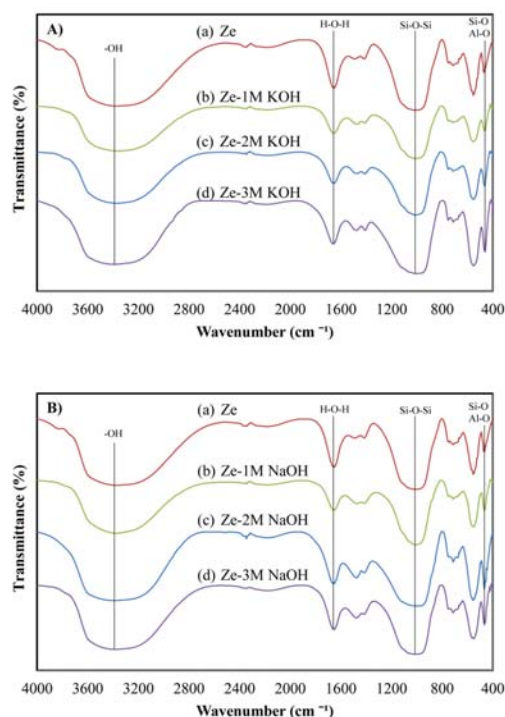 A)
-OH
(a) Ze
H-O-H
Si-O-Si
Si-O
Al-O
(b) Ze-1M KOH
(c) Ze-2M KOH
(d) Ze-3M KOH
Transmittance (%)
4000 3600 3200 2800 2400 2000 1600 1200 800 400
Wavenumber (cm ⁻¹)
B)
-OH
(a) Ze
H-O-H
Si-O-Si
Si-O
Al-O
(b) Ze-1M NaOH
(c) Ze-2M NaOH
(d) Ze-3M NaOH
Transmittance (%)
4000 3600 3200 2800 2400 2000 1600 1200 800 400
Wavenumber (cm ⁻¹)